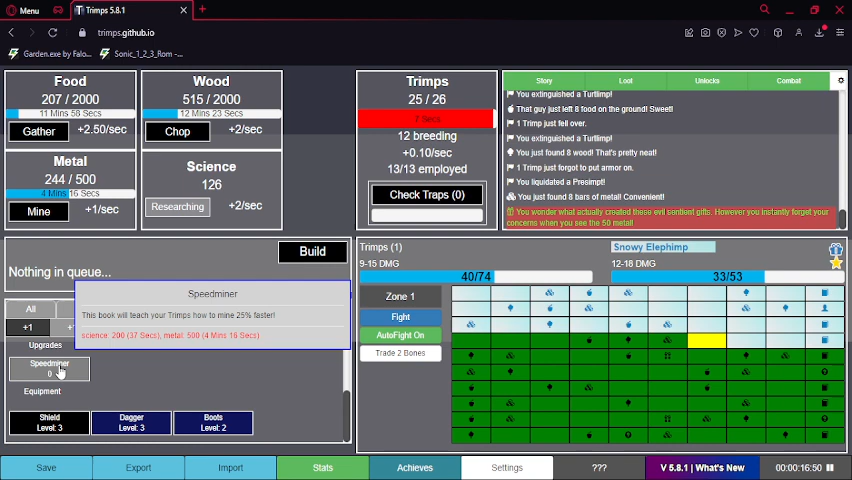 Menu
Trimps 5.8.1
trimps.github.io
Garden.exe by Falo...
Sonic_1_2_3_Rom -...
Food
207 / 2000
11 Mins 58 Secs
Gather
+2.50/sec
Wood
515 / 2000
12 Mins 23 Secs
Chop
+2/sec
Metal
244 / 500
4 Mins 16 Secs
Mine
+1/sec
Science
126
Researching
+2/sec
Trimps
25 / 26
7 Secs
12 breeding
+0.10/sec
13/13 employed
Check Traps (0)
Story
Loot
Unlocks
Combat
You extinguished a Turtlimp!
That guy just left 8 food on the ground! Sweet!
1 Trimp just fell over.
You extinguished a Turtlimp!
You just found 8 wood! That's pretty neat!
1 Trimp just forgot to put armor on.
You liquidated a Presimpt!
You just found 8 bars of metal! Convenient!
You wonder what actually created these evil sentient gifts. However you instantly forget your
concerns when you see the 50 metal!
Build
Nothing in queue...
All
+1
Speedminer
This book will teach your Trimps how to mine 25% faster!
science: 200 (37 Secs), metal: 500 (4 Mins 16 Secs)
Upgrades
Speedminer
0
Equipment
Shield
Level: 3
Dagger
Level: 3
Boots
Level: 2
Trimps (1)
9-15 DMG
40/74
Snowy Elephimp
12-18 DMG
33/53
Zone 1
Fight
AutoFight On
Trade 2 Bones
Save
Export
Import
Stats
Achieves
Settings
???
V 5.8.1 | What's New
00:00:16:50